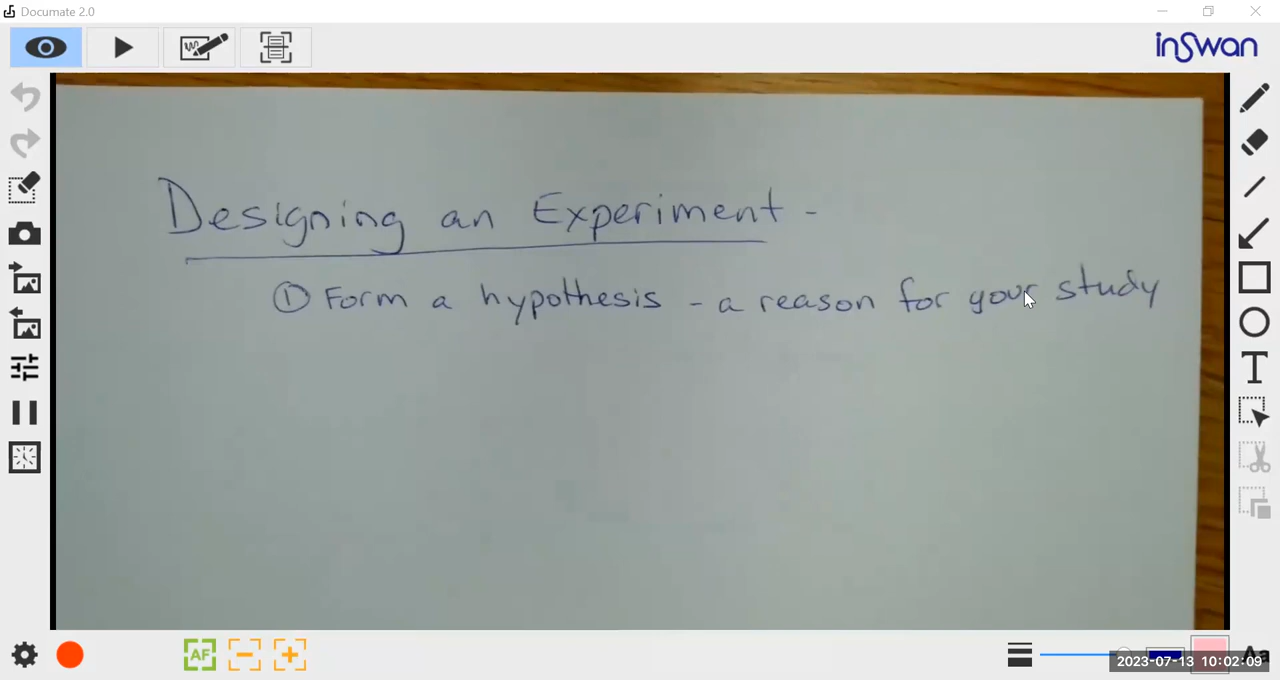 Documate 2.0
inSwan
Designing an Experiment -
① Form a hypothesis - a reason for your study
T
AF
Aa
2023-07-13 10:02:09